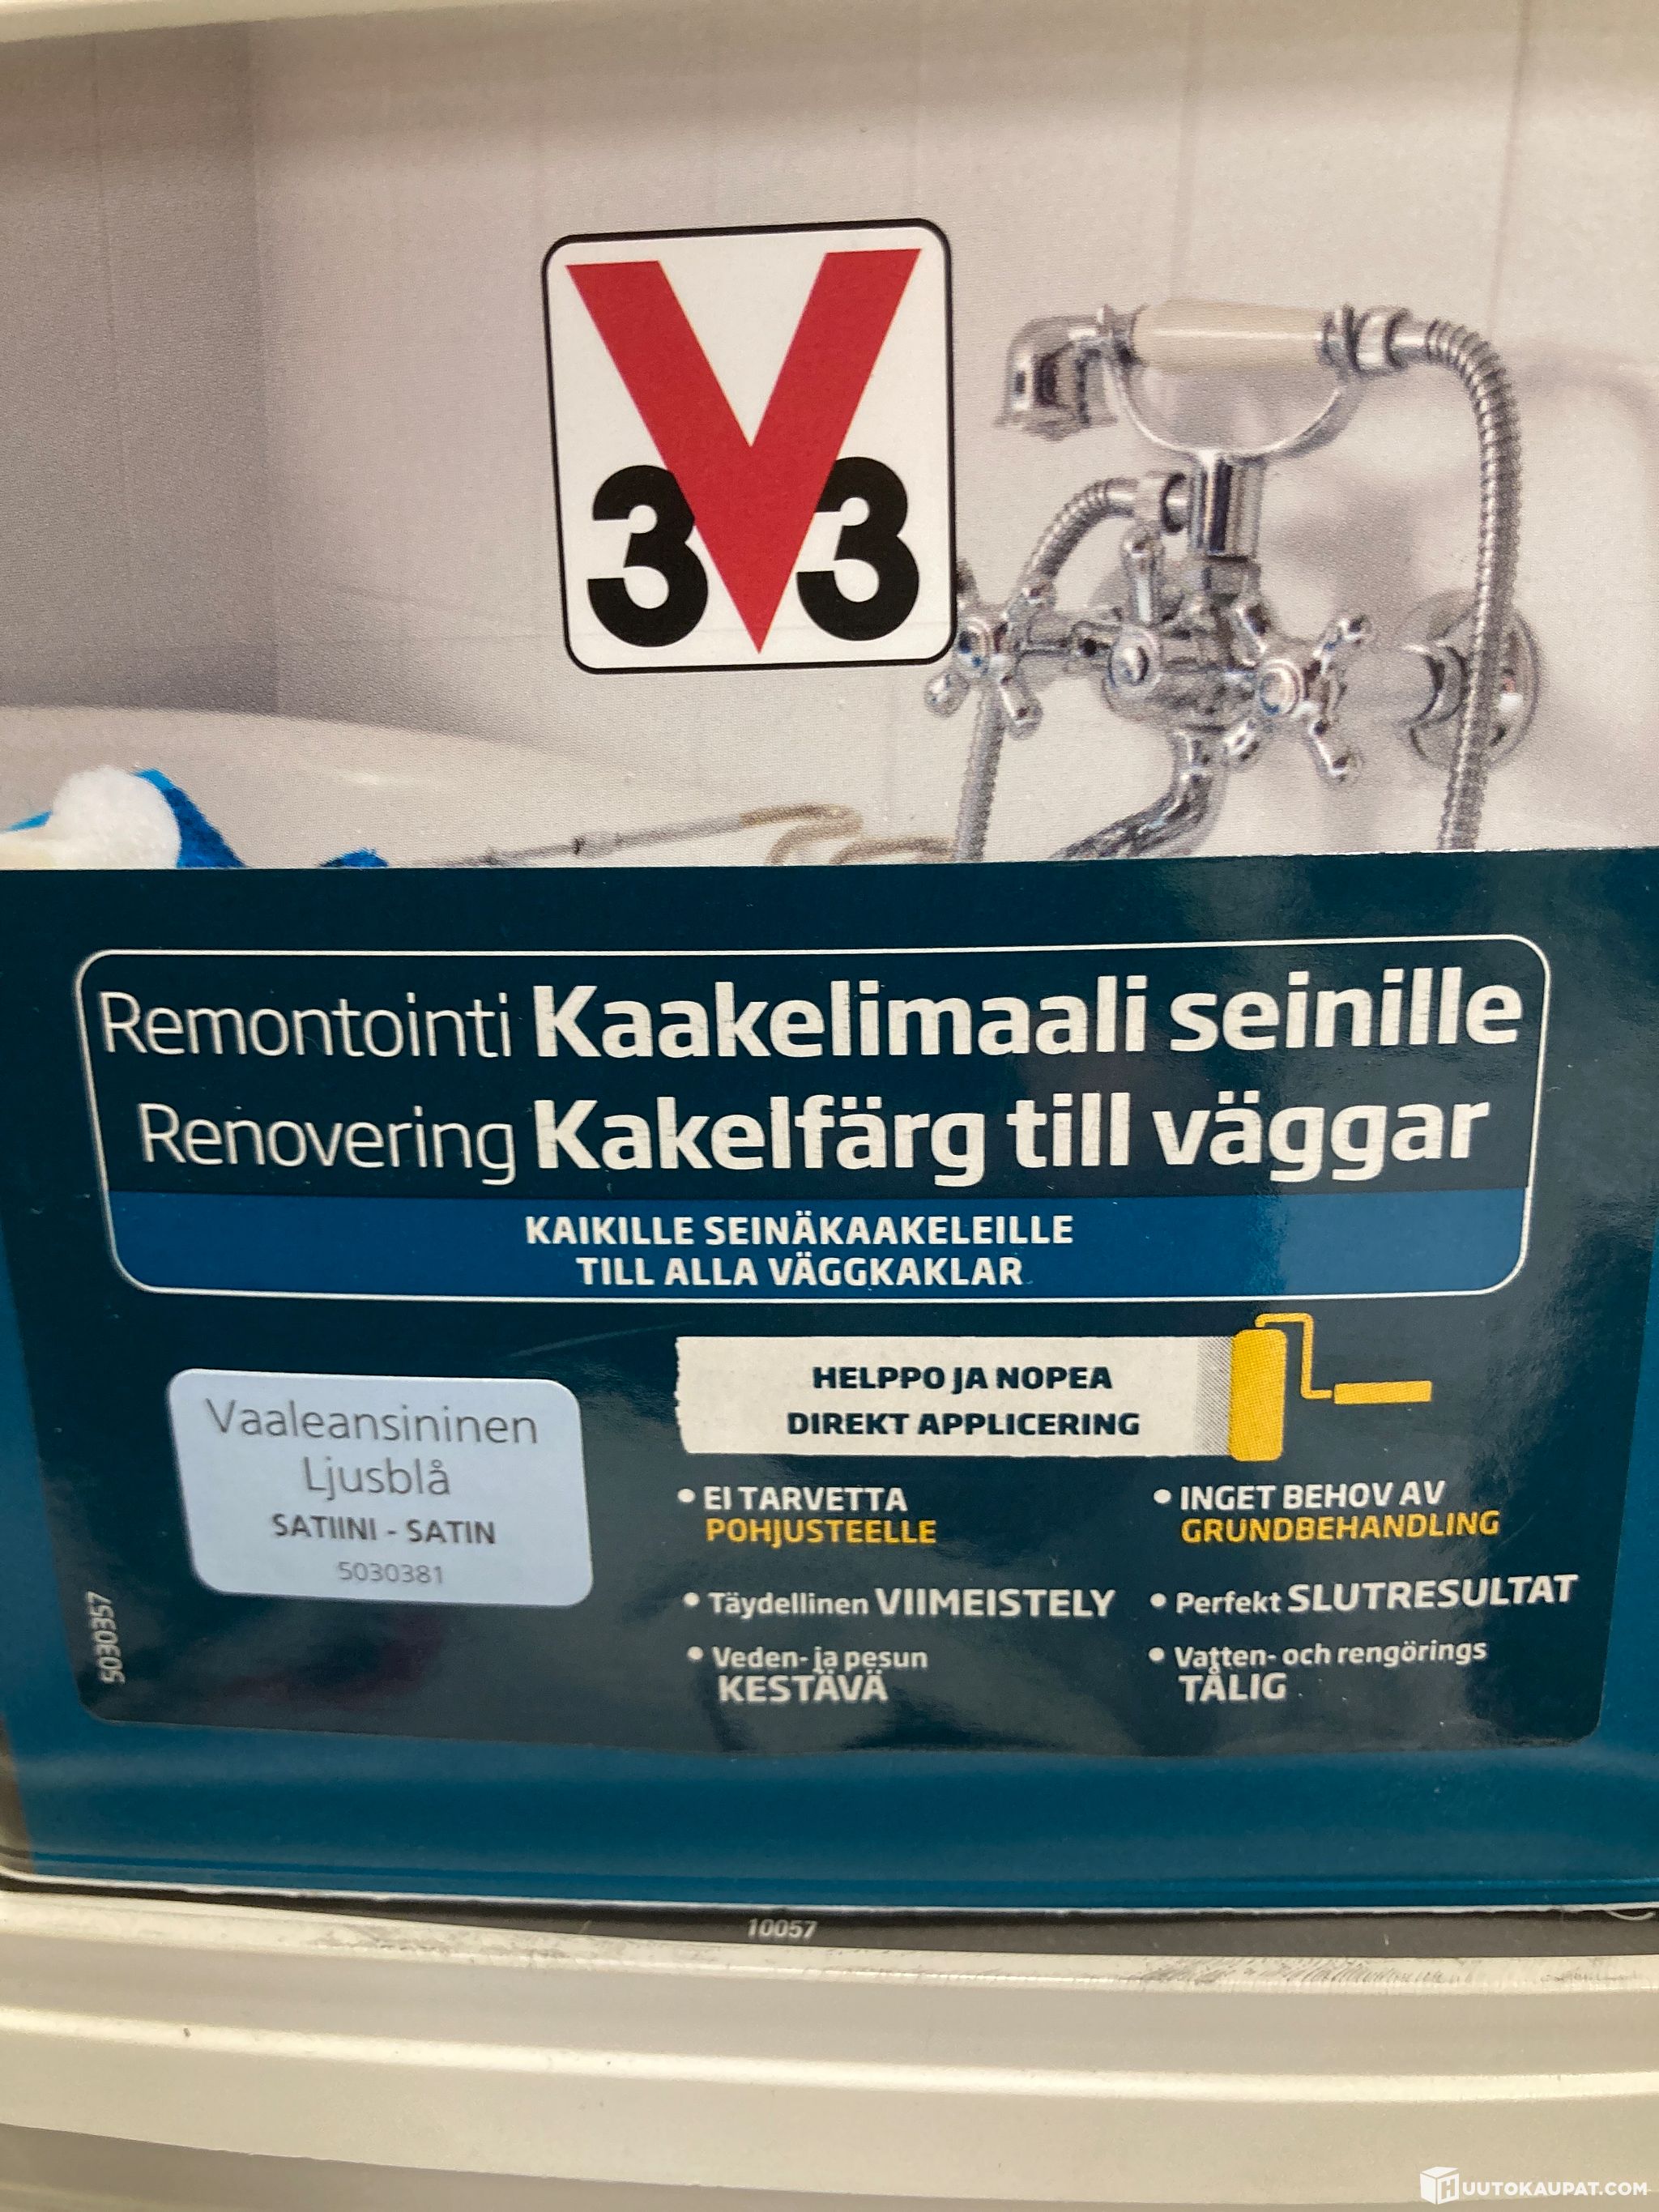 3V3
Remontointi Kaakelimaali seinille
Renovering Kakelfärg till väggar
KAIKILLE SEINÄKAAKELEILLE
TILL ALLA VÄGGKAKLAR
HELPPO JA NOPEA
DIREKT APPLICERING
Vaaleansininen
Ljusblå
SATIINI - SATIN
5030381
5030357
• EI TARVETTA
POHJUSTEELLE
• Täydellinen VIIMEISTELY
• Veden- ja pesun
KESTÄVÄ
• INGET BEHOV AV
GRUNDBEHANDLING
• Perfekt SLUTRESULTAT
• Vatten- och rengörings
TÅLIG
10057
HUUTOKAUPAT.COM